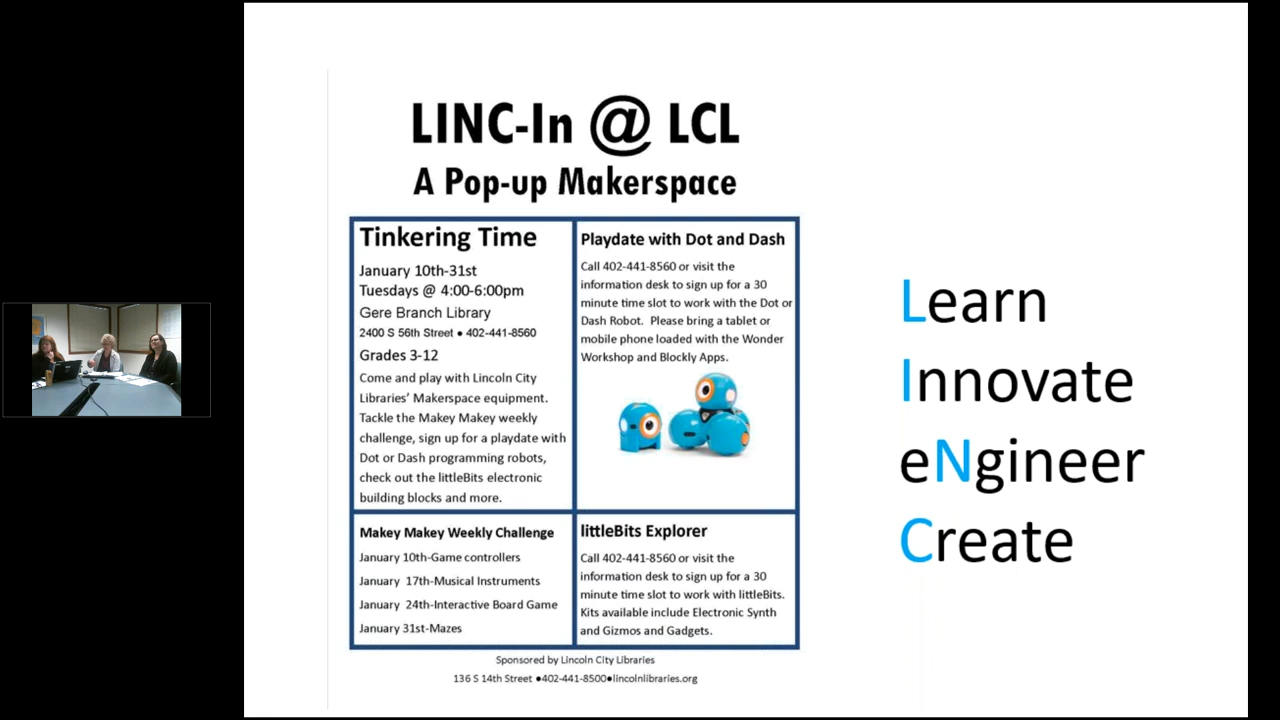 LINC-In @ LCL
A Pop-up Makerspace
Tinkering Time
January 10th-31st
Tuesdays @ 4:00-6:00pm
Gere Branch Library
2400 S 56th Street ● 402-441-8560
Grades 3-12
Come and play with Lincoln City
Libraries’ Makerspace equipment.
Tackle the Makey Makey weekly
challenge, sign up for a playdate with
Dot or Dash programming robots,
check out the littleBits electronic
building blocks and more.
Playdate with Dot and Dash
Call 402-441-8560 or visit the
information desk to sign up for a 30
minute time slot to work with the Dot or
Dash Robot.  Please bring a tablet or
mobile phone loaded with the Wonder
Workshop and Blockly Apps.
Makey Makey Weekly Challenge
January 10th-Game controllers
January  17th-Musical Instruments
January  24th-Interactive Board Game
January 31st-Mazes
littleBits Explorer
Call 402-441-8560 or visit the
information desk to sign up for a 30
minute time slot to work with littleBits.
Kits available include Electronic Synth
and Gizmos and Gadgets.
Sponsored by Lincoln City Libraries
136 S 14th Street ●402-441-8500●lincolnlibraries.org
Learn
Innovate
eNgineer
Create